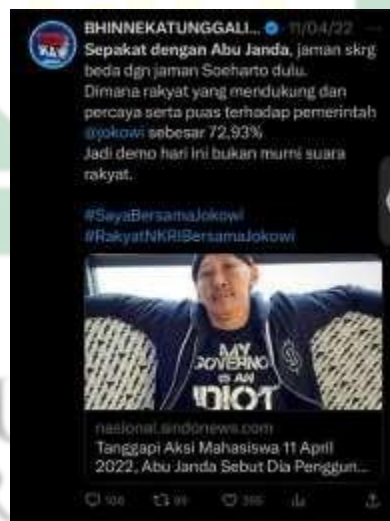 BHINNEKATUNGGALI... 11/04/22
Sepakat dengan Abu Janda, jaman skrg
beda dgn jaman Soeharto dulu.
Dimana rakyat yang mendukung dan
percaya serta puas terhadap pemerintah
@jokowi sebesar 72,93%
Jadi demo hari ini bukan murni suara
rakyat.
#SayaBersamaJokowi
#RakyatNKRIBersamaJokowi
MY
GOVERNOR
IS AN
IDIOT
nasional.sindonews.com
Tanggapi Aksi Mahasiswa 11 April
2022, Abu Janda Sebut Dia Penggun...